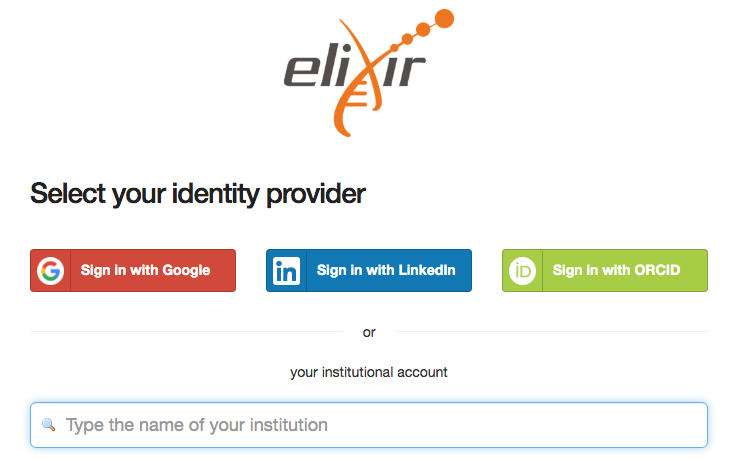 elixir
Select your identity provider
Sign in with Google
Sign in with LinkedIn
Sign in with ORCID
or
your institutional account
Type the name of your institution